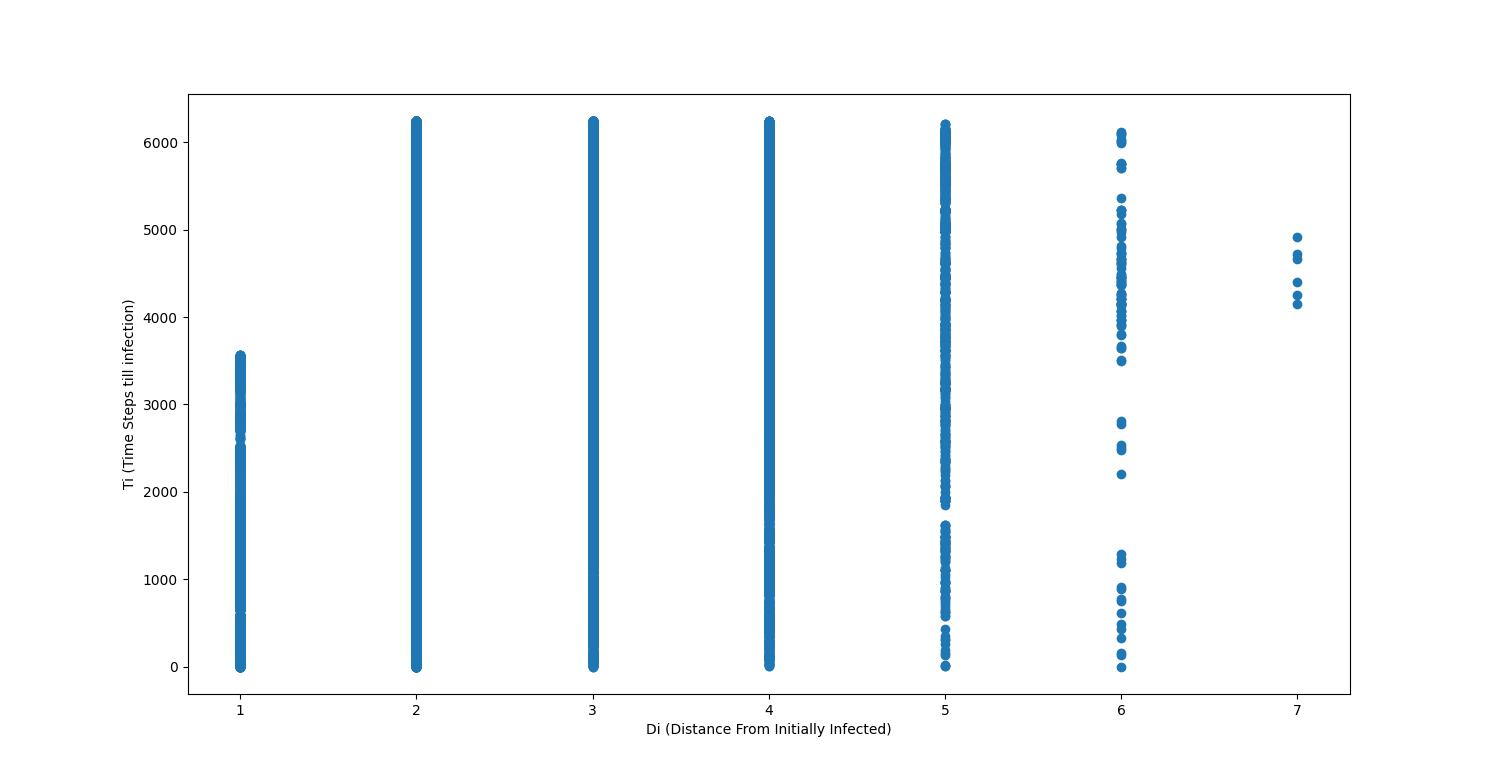 6000
5000
4000
3000
2000
1000
0
Ti (Time Steps till infection)
1 2 3 4 5 6 7
Di (Distance From Initially Infected)